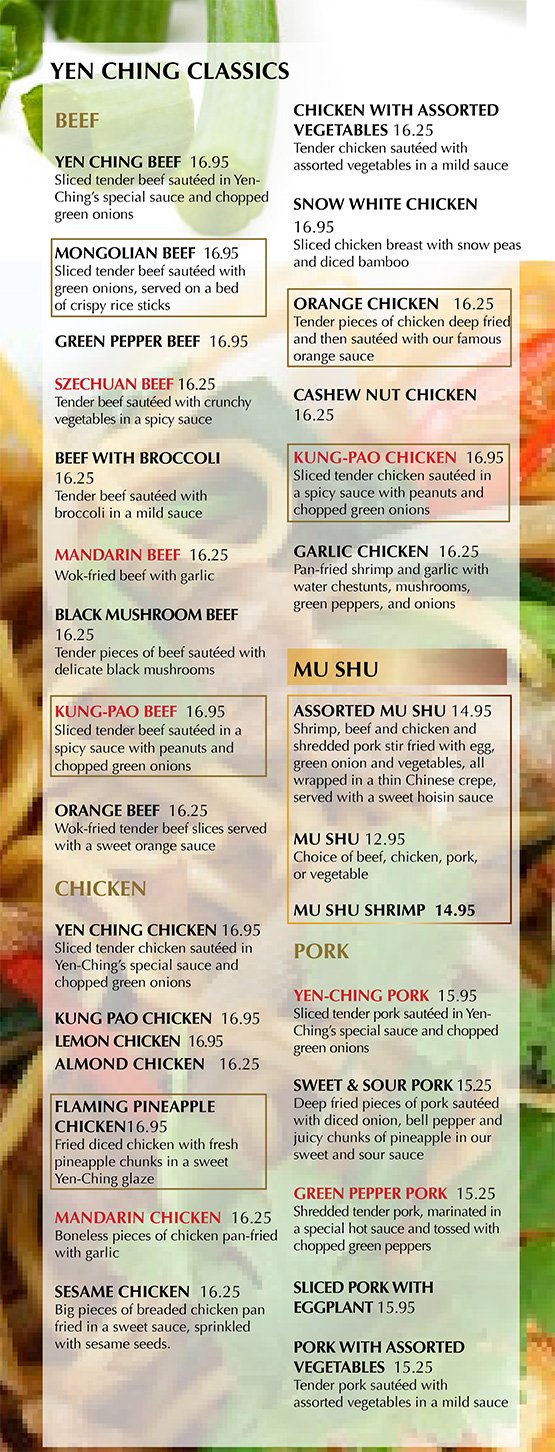 YEN CHING CLASSICS
BEEF
YEN CHING BEEF 16.95
Sliced tender beef sautéed in Yen-
Ching's special sauce and chopped
green onions
MONGOLIAN BEEF 16.95
Sliced tender beef sautéed with
green onions, served on a bed
of crispy rice sticks
GREEN PEPPER BEEF 16.95
SZECHUAN BEEF 16.25
Tender beef sautéed with crunchy
vegetables in a spicy sauce
BEEF WITH BROCCOLI
16.25
Tender beef sautéed with
broccoli in a mild sauce
MANDARIN BEEF 16.25
Wok-fried beef with garlic
BLACK MUSHROOM BEEF
16.25
Tender pieces of beef sautéed with
delicate black mushrooms
KUNG-PAO BEEF 16.95
Sliced tender beef sautéed in a
spicy sauce with peanuts and
chopped green onions
ORANGE BEEF 16.25
Wok-fried tender beef slices served
with a sweet orange sauce
CHICKEN
YEN CHING CHICKEN 16.95
Sliced tender chicken sautéed in
Yen-Ching's special sauce and
chopped green onions
KUNG PAO CHICKEN 16.95
LEMON CHICKEN 16.95
ALMOND CHICKEN 16.25
FLAMING PINEAPPLE
CHICKEN16.95
Fried diced chicken with fresh
pineapple chunks in a sweet
Yen-Ching glaze
MANDARIN CHICKEN 16.25
Boneless pieces of chicken pan-fried
with garlic
SESAME CHICKEN 16.25
Big pieces of breaded chicken pan
fried in a sweet sauce, sprinkled
with sesame seeds.
CHICKEN WITH ASSORTED
VEGETABLES 16.25
Tender chicken sautéed with
assorted vegetables in a mild sauce
SNOW WHITE CHICKEN
16.95
Sliced chicken breast with snow peas
and diced bamboo
ORANGE CHICKEN 16.25
Tender pieces of chicken deep fried
and then sautéed with our famous
orange sauce
CASHEW NUT CHICKEN
16.25
KUNG-PAO CHICKEN 16.95
Sliced tender chicken sautéed in
a spicy sauce with peanuts and
chopped green onions
GARLIC CHICKEN 16.25
Pan-fried shrimp and garlic with
water chestunts, mushrooms,
green peppers, and onions
MU SHU
ASSORTED MU SHU 14.95
Shrimp, beef and chicken and
shredded pork stir fried with egg,
green onion and vegetables, all
wrapped in a thin Chinese crepe,
served with a sweet hoisin sauce
MU SHU 12.95
Choice of beef, chicken, pork,
or vegetable
MU SHU SHRIMP 14.95
PORK
YEN-CHING PORK 15.95
Sliced tender pork sautéed in Yen-
Ching's special sauce and chopped
green onions
SWEET & SOUR PORK 15.25
Deep fried pieces of pork sautéed
with diced onion, bell pepper and
juicy chunks of pineapple in our
sweet and sour sauce
GREEN PEPPER PORK 15.25
Shredded tender pork, marinated in
a special hot sauce and tossed with
chopped green peppers
SLICED PORK WITH
EGGPLANT 15.95
PORK WITH ASSORTED
VEGETABLES 15.25
Tender pork sautéed with
assorted vegetables in a mild sauce